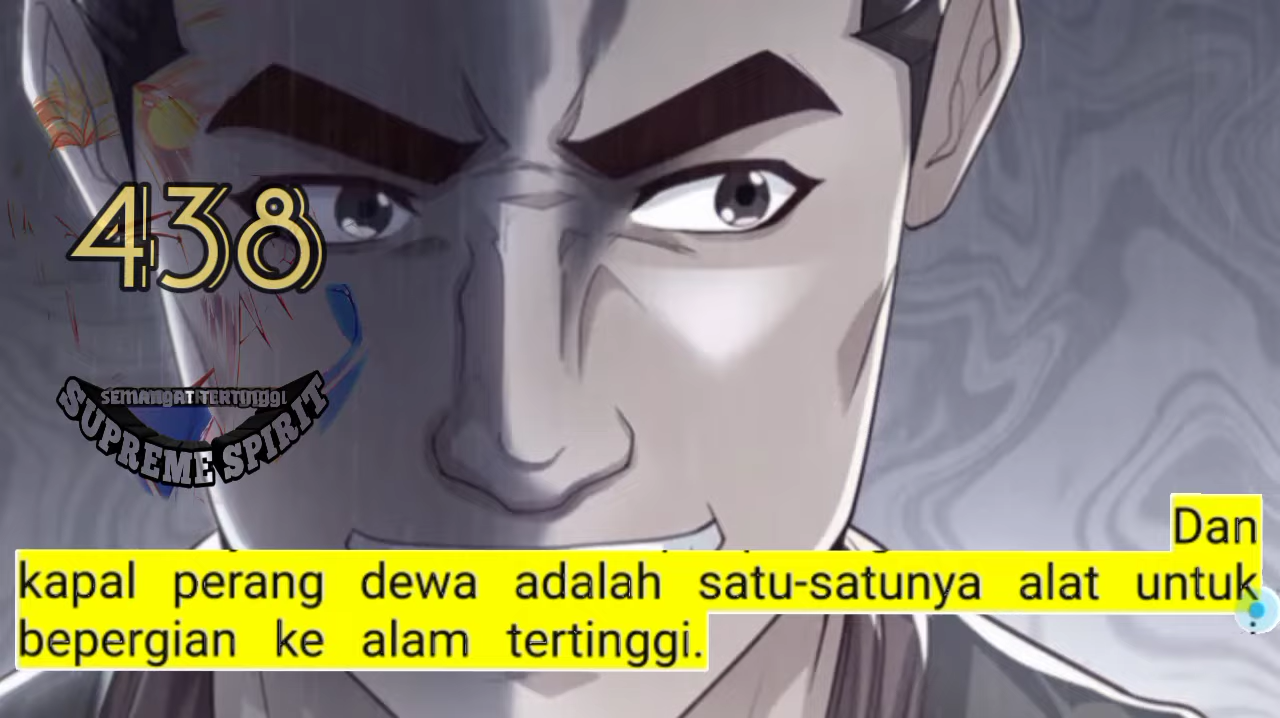 438
SEMANGAT TERTINGGI
SUPREME SPIRIT
Dan
kapal perang dewa adalah satu-satunya alat untuk
bepergian ke alam tertinggi.